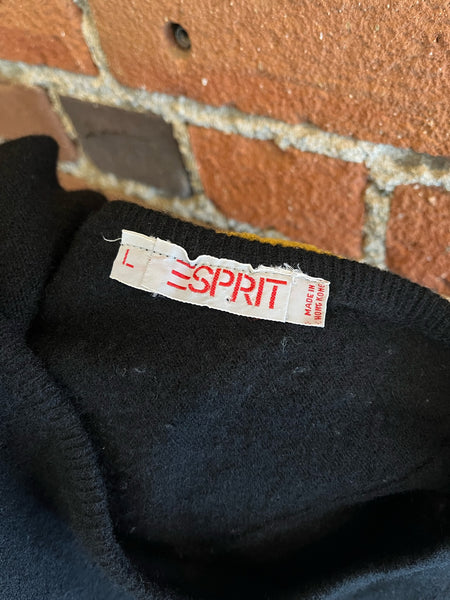 L
ESPRIT
MADE IN
HONG KONG